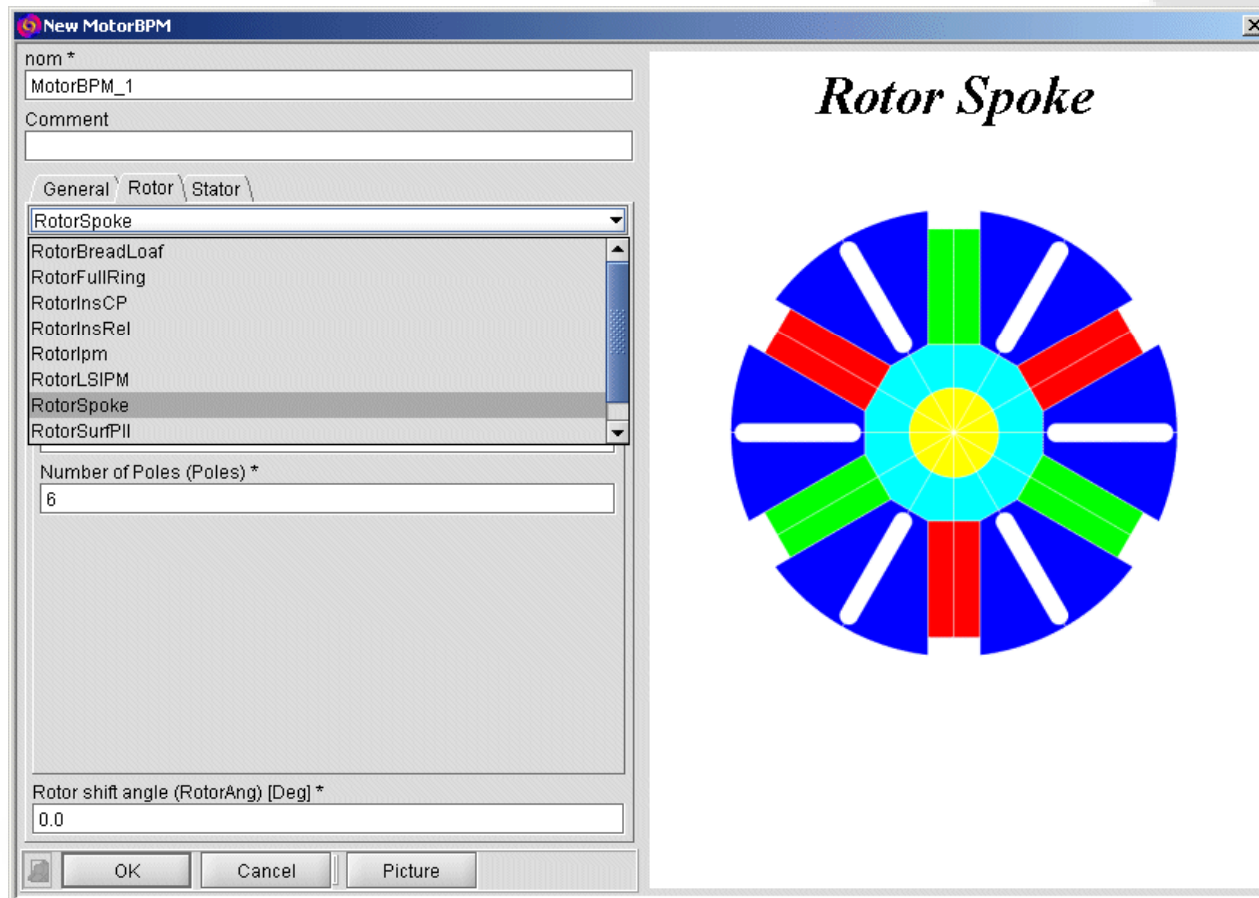 New MotorBPM
nom *
MotorBPM_1
Comment
General Rotor Stator
RotorSpoke
RotorBreadLoaf
RotorFullRing
RotorInsCP
RotorInsRel
RotorIpm
RotorLSIPM
RotorSpoke
RotorSurfPll
Number of Poles (Poles) *
6
Rotor shift angle (RotorAng) [Deg] *
0.0
OK Cancel Picture
Rotor Spoke